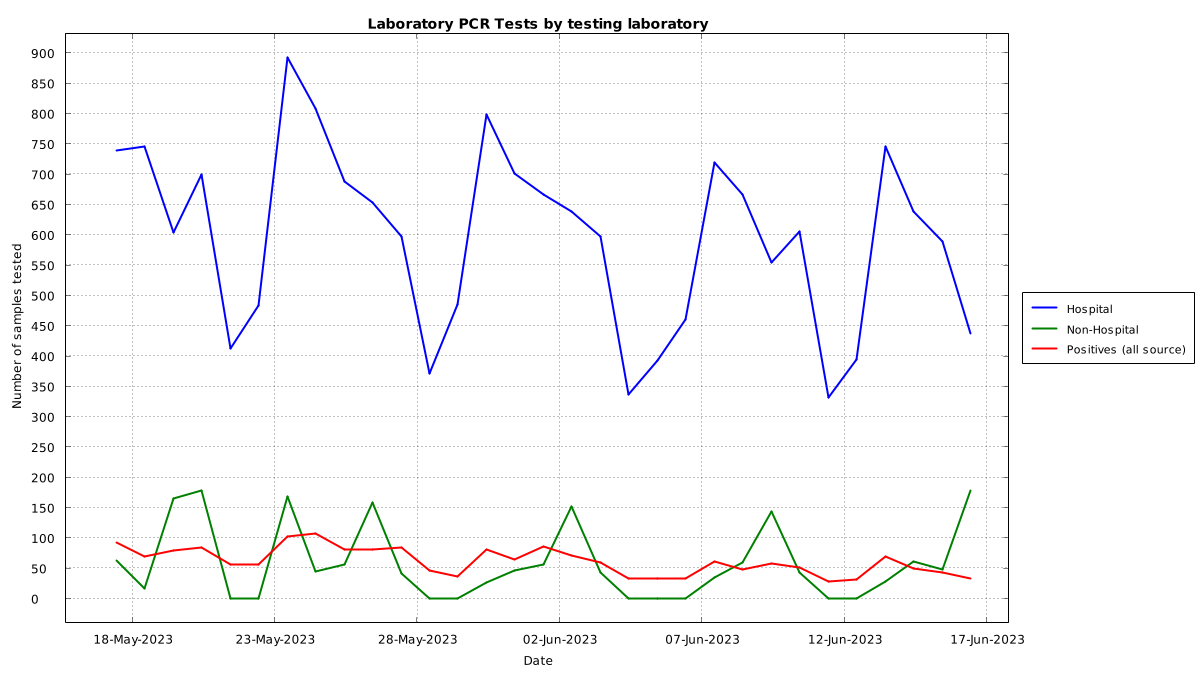 Laboratory PCR Tests by testing laboratory
900
850
800
750
700
650
600
550
500
450
400
350
300
250
200
150
100
50
0
Number of samples tested
18-May-2023 23-May-2023 28-May-2023 02-Jun-2023 07-Jun-2023 12-Jun-2023 17-Jun-2023
Date
Hospital
Non-Hospital
Positives (all source)